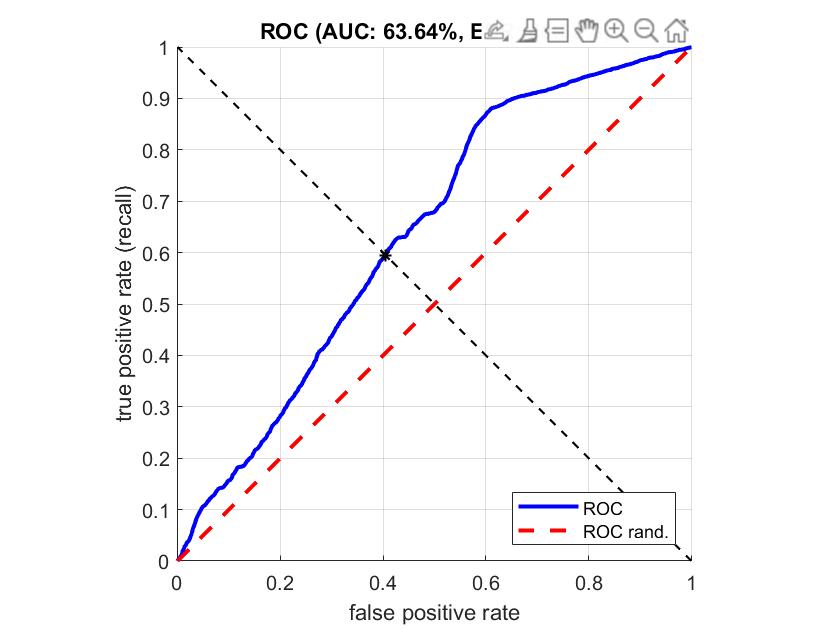 ROC (AUC: 63.64%, E
1
0.9
0.8
0.7
0.6
0.5
0.4
0.3
0.2
0.1
0
true positive rate (recall)
ROC
ROC rand.
0 0.2 0.4 0.6 0.8 1
false positive rate